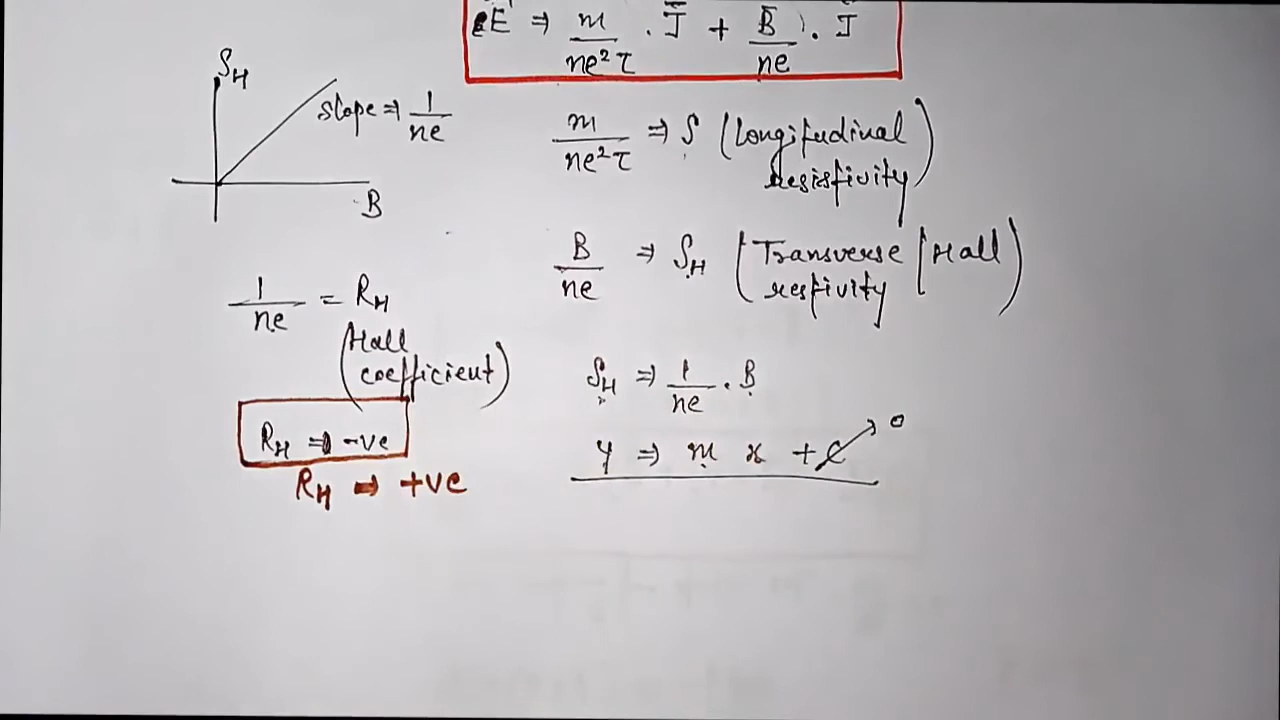 E ⇒ m/ne²τ . J̄ + B̄/ne . J̄
S_H
slope ⇒ 1/ne
B
m/ne²τ ⇒ S (Longitudinal
resistivity)
B/ne ⇒ S_H (Transverse [Hall)
restivity
1/ne = R_H
(Hall
coefficient)
S_H ⇒ 1/ne . B
R_H ⇒ -ve
y ⇒ m x + c → 0
R_H ⇒ +ve